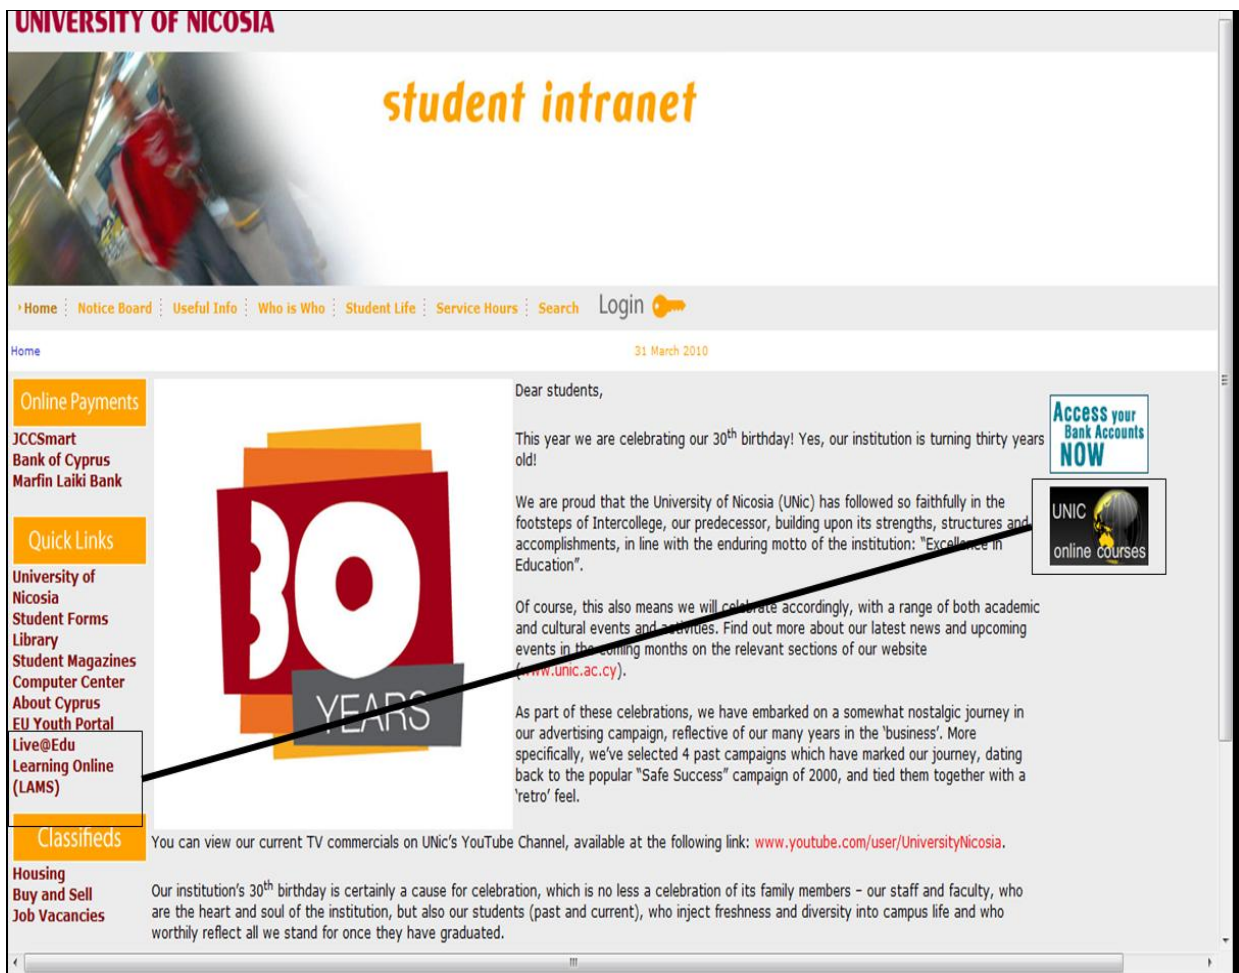 UNIVERSITY OF NICOSIA
student intranet
Home Notice Board Useful Info Who is Who Student Life Service Hours Search Login
Home
31 March 2010
Online Payments
JCCSmart
Bank of Cyprus
Marfin Laiki Bank
Quick Links
University of
Nicosia
Student Forms
Library
Student Magazines
Computer Center
About Cyprus
EU Youth Portal
Live@Edu
Learning Online
(LAMS)
Classifieds
Housing
Buy and Sell
Job Vacancies
30
YEARS
Dear students,
This year we are celebrating our 30th birthday! Yes, our institution is turning thirty years
old!
We are proud that the University of Nicosia (UNic) has followed so faithfully in the
footsteps of Intercollege, our predecessor, building upon its strengths, structures and
accomplishments, in line with the enduring motto of the institution: “Excellence in
Education”.
Of course, this also means we will celebrate accordingly, with a range of both academic
and cultural events and activities. Find out more about our latest news and upcoming
events in the coming months on the relevant sections of our website
(www.unic.ac.cy).
As part of these celebrations, we have embarked on a somewhat nostalgic journey in
our advertising campaign, reflective of our many years in the ‘business’. More
specifically, we’ve selected 4 past campaigns which have marked our journey, dating
back to the popular “Safe Success” campaign of 2000, and tied them together with a
‘retro’ feel.
You can view our current TV commercials on UNic’s YouTube Channel, available at the following link: www.youtube.com/user/UniversityNicosia.
Our institution’s 30th birthday is certainly a cause for celebration, which is no less a celebration of its family members – our staff and faculty, who
are the heart and soul of the institution, but also our students (past and current), who inject freshness and diversity into campus life and who
worthily reflect all we stand for once they have graduated.
Access your
Bank Accounts
NOW
UNIC
online courses